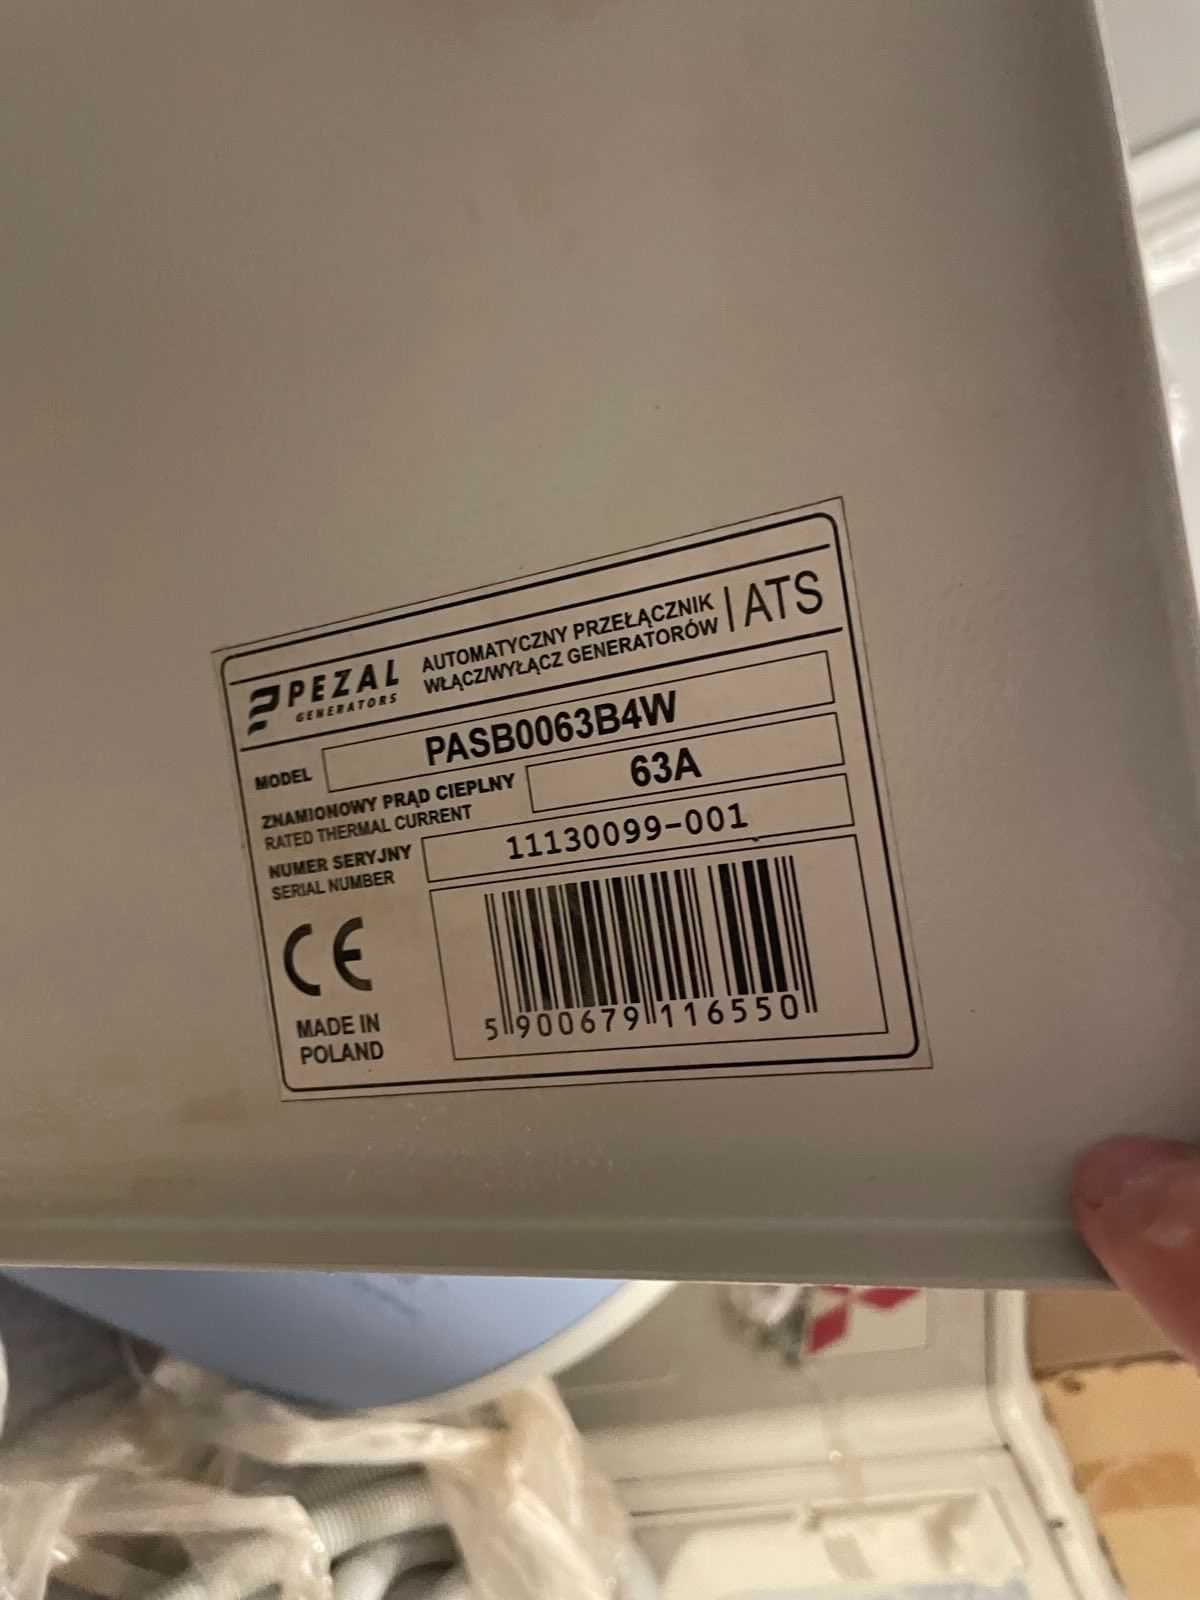 PEZAL
GENERATORS
AUTOMATYCZNY PRZEŁĄCZNIK
WŁĄCZ/WYŁĄCZ GENERATORÓW
ATS
MODEL
PASB0063B4W
ZNAMIONOWY PRĄD CIEPLNY
RATED THERMAL CURRENT
63A
NUMER SERYJNY
SERIAL NUMBER
11130099-001
CE
MADE IN
POLAND
5 900679 116550